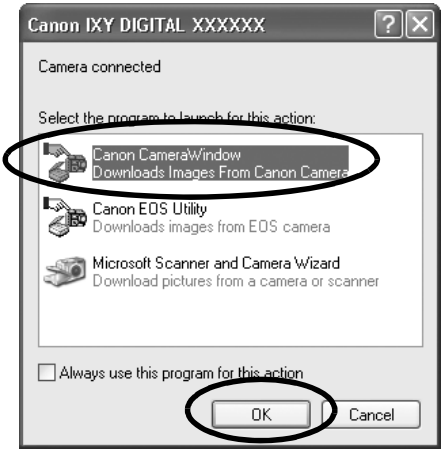 Canon IXY DIGITAL XXXXXX
Camera connected
Select the program to launch for this action:
Canon CameraWindow
Downloads Images From Canon Camera
Canon EOS Utility
Downloads images from EOS camera
Microsoft Scanner and Camera Wizard
Download pictures from a camera or scanner
Always use this program for this action
OK Cancel